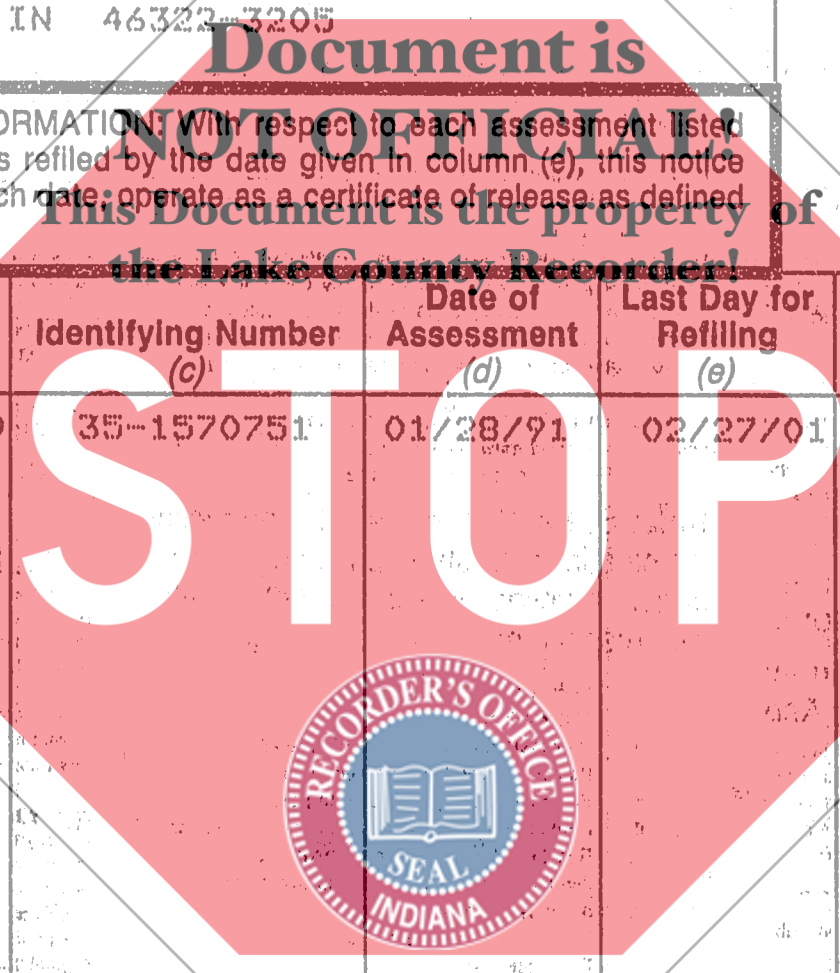 IN 46322-3205
Document is
NOT OFFICIAL!
ORMATION: With respect to each assessment listed
s refiled by the date given in column (e), this notice
ch date, operate as a certificate of release as defined
This Document is the property of
the Lake County Recorder!
Identifying Number
(c)
Date of
Assessment
(d)
Last Day for
Refiling
(e)
35-1570751 01/28/91 02/27/01
STOP
RECORDER'S OFFICE
SEAL
INDIANA